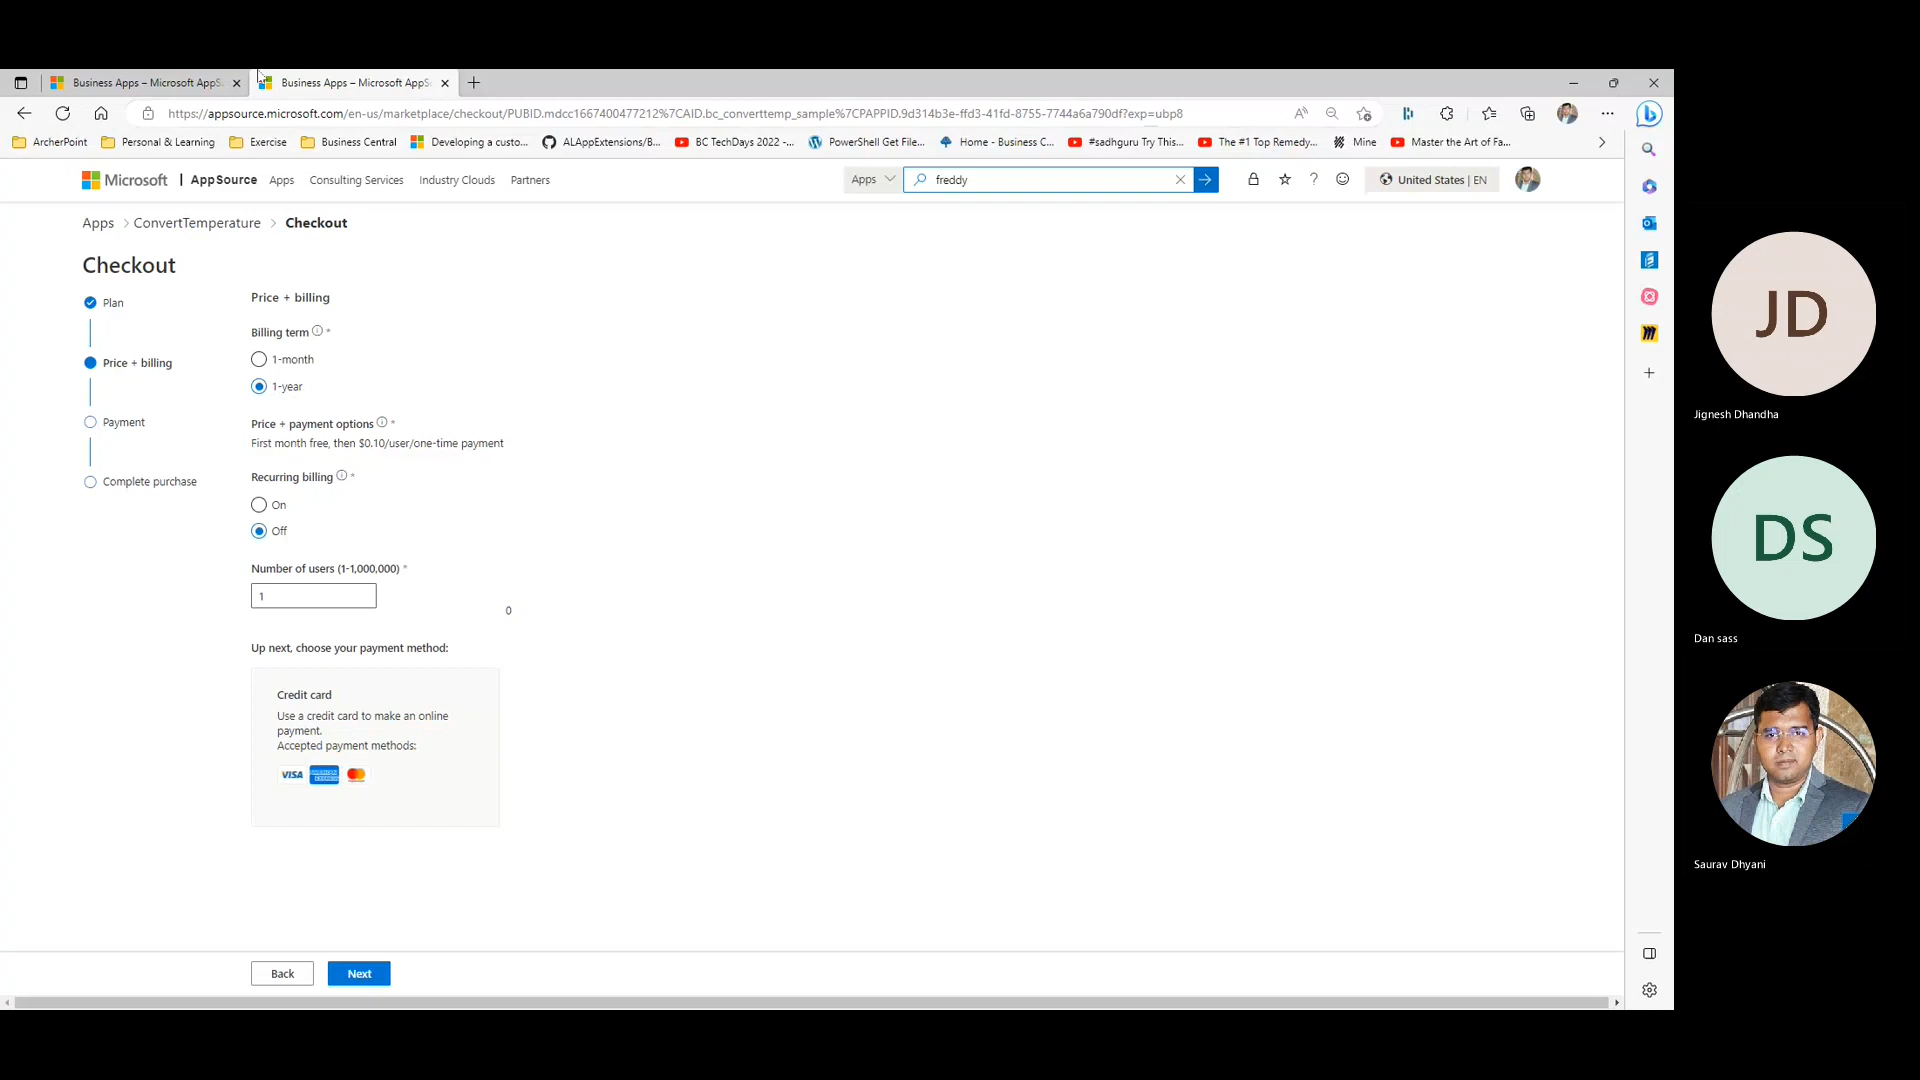 Business Apps – Microsoft AppS
Business Apps – Microsoft AppS
https://appsource.microsoft.com/en-us/marketplace/checkout/PUBID.mdcc1667400477212%7CAID.bc_converttemp_sample%7CPAPPID.9d314b3e-ffd3-41fd-8755-7744a6a790df?exp=ubp8
ArcherPoint
Personal & Learning
Exercise
Business Central
Developing a custo...
ALAppExtensions/B...
BC TechDays 2022 -...
PowerShell Get File...
Home - Business C...
#sadhguru Try This...
The #1 Top Remedy...
Mine
Master the Art of Fa...
Microsoft | AppSource
Apps
Consulting Services
Industry Clouds
Partners
Apps
freddy
United States | EN
Apps > ConvertTemperature > Checkout
Checkout
Plan
Price + billing
Payment
Complete purchase
Price + billing
Billing term *
1-month
1-year
Price + payment options *
First month free, then $0.10/user/one-time payment
Recurring billing *
On
Off
Number of users (1-1,000,000) *
1
0
Up next, choose your payment method:
Credit card
Use a credit card to make an online
payment.
Accepted payment methods:
VISA
Back
Next
JD
Jignesh Dhandha
DS
Dan sass
Saurav Dhyani